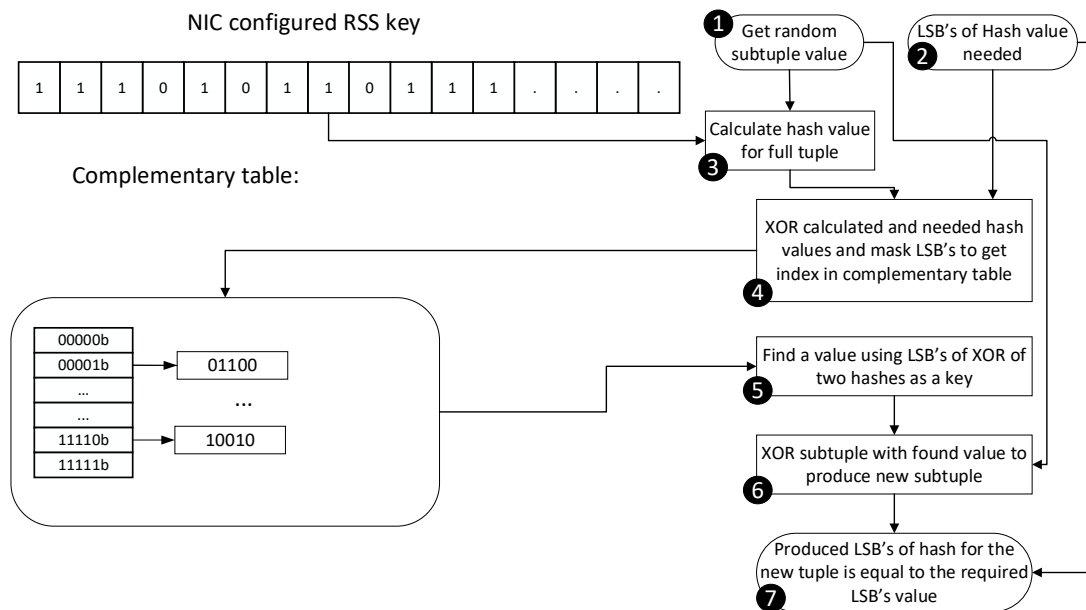 NIC configured RSS key
1 1 1 0 1 0 1 1 0 1 1 1 . . . .
Complementary table:
00000b
00001b
...
...
11110b
11111b
01100
...
10010
1
Get random
subtuple value
LSB's of Hash value
2
needed
Calculate hash value
for full tuple
3
XOR calculated and needed hash
values and mask LSB's to get
index in complementary table
4
Find a value using LSB's of XOR of
two hashes as a key
5
XOR subtuple with found value to
produce new subtuple
6
Produced LSB's of hash for the
new tuple is equal to the required
LSB's value
7